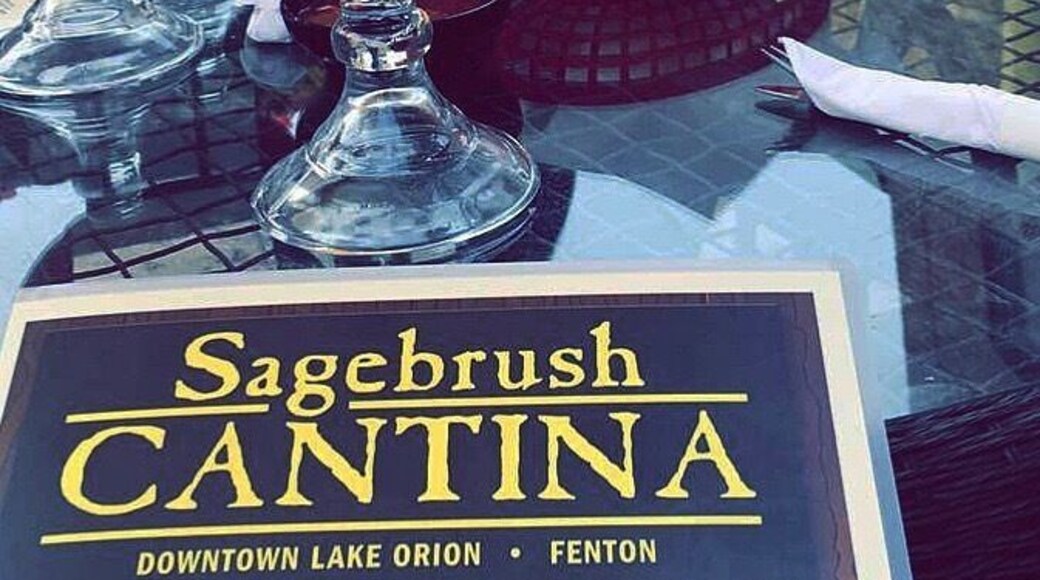 Sagebrush
CANTINA
DOWNTOWN LAKE ORION • FENTON